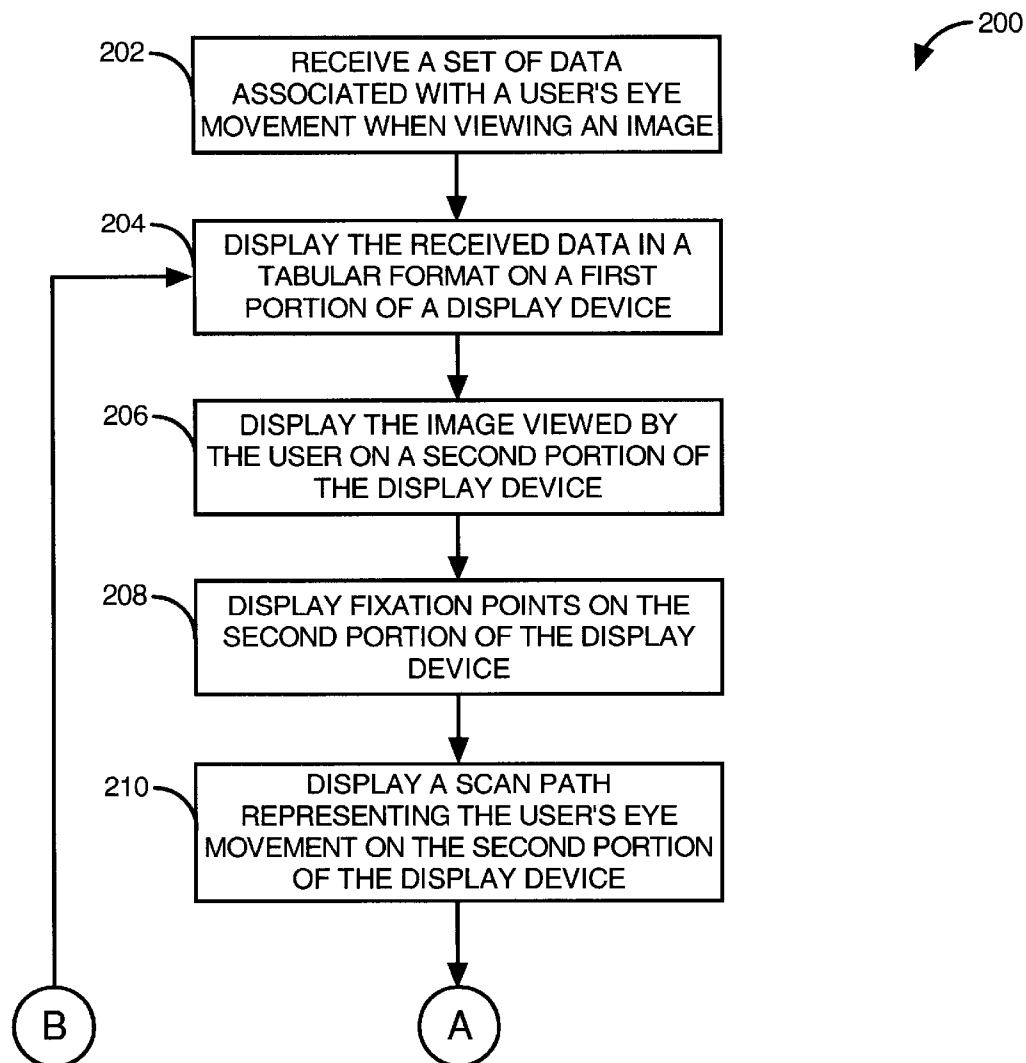 200
202
RECEIVE A SET OF DATA
ASSOCIATED WITH A USER'S EYE
MOVEMENT WHEN VIEWING AN IMAGE
204
DISPLAY THE RECEIVED DATA IN A
TABULAR FORMAT ON A FIRST
PORTION OF A DISPLAY DEVICE
206
DISPLAY THE IMAGE VIEWED BY
THE USER ON A SECOND PORTION OF
THE DISPLAY DEVICE
208
DISPLAY FIXATION POINTS ON THE
SECOND PORTION OF THE DISPLAY
DEVICE
210
DISPLAY A SCAN PATH
REPRESENTING THE USER'S EYE
MOVEMENT ON THE SECOND PORTION
OF THE DISPLAY DEVICE
B
A